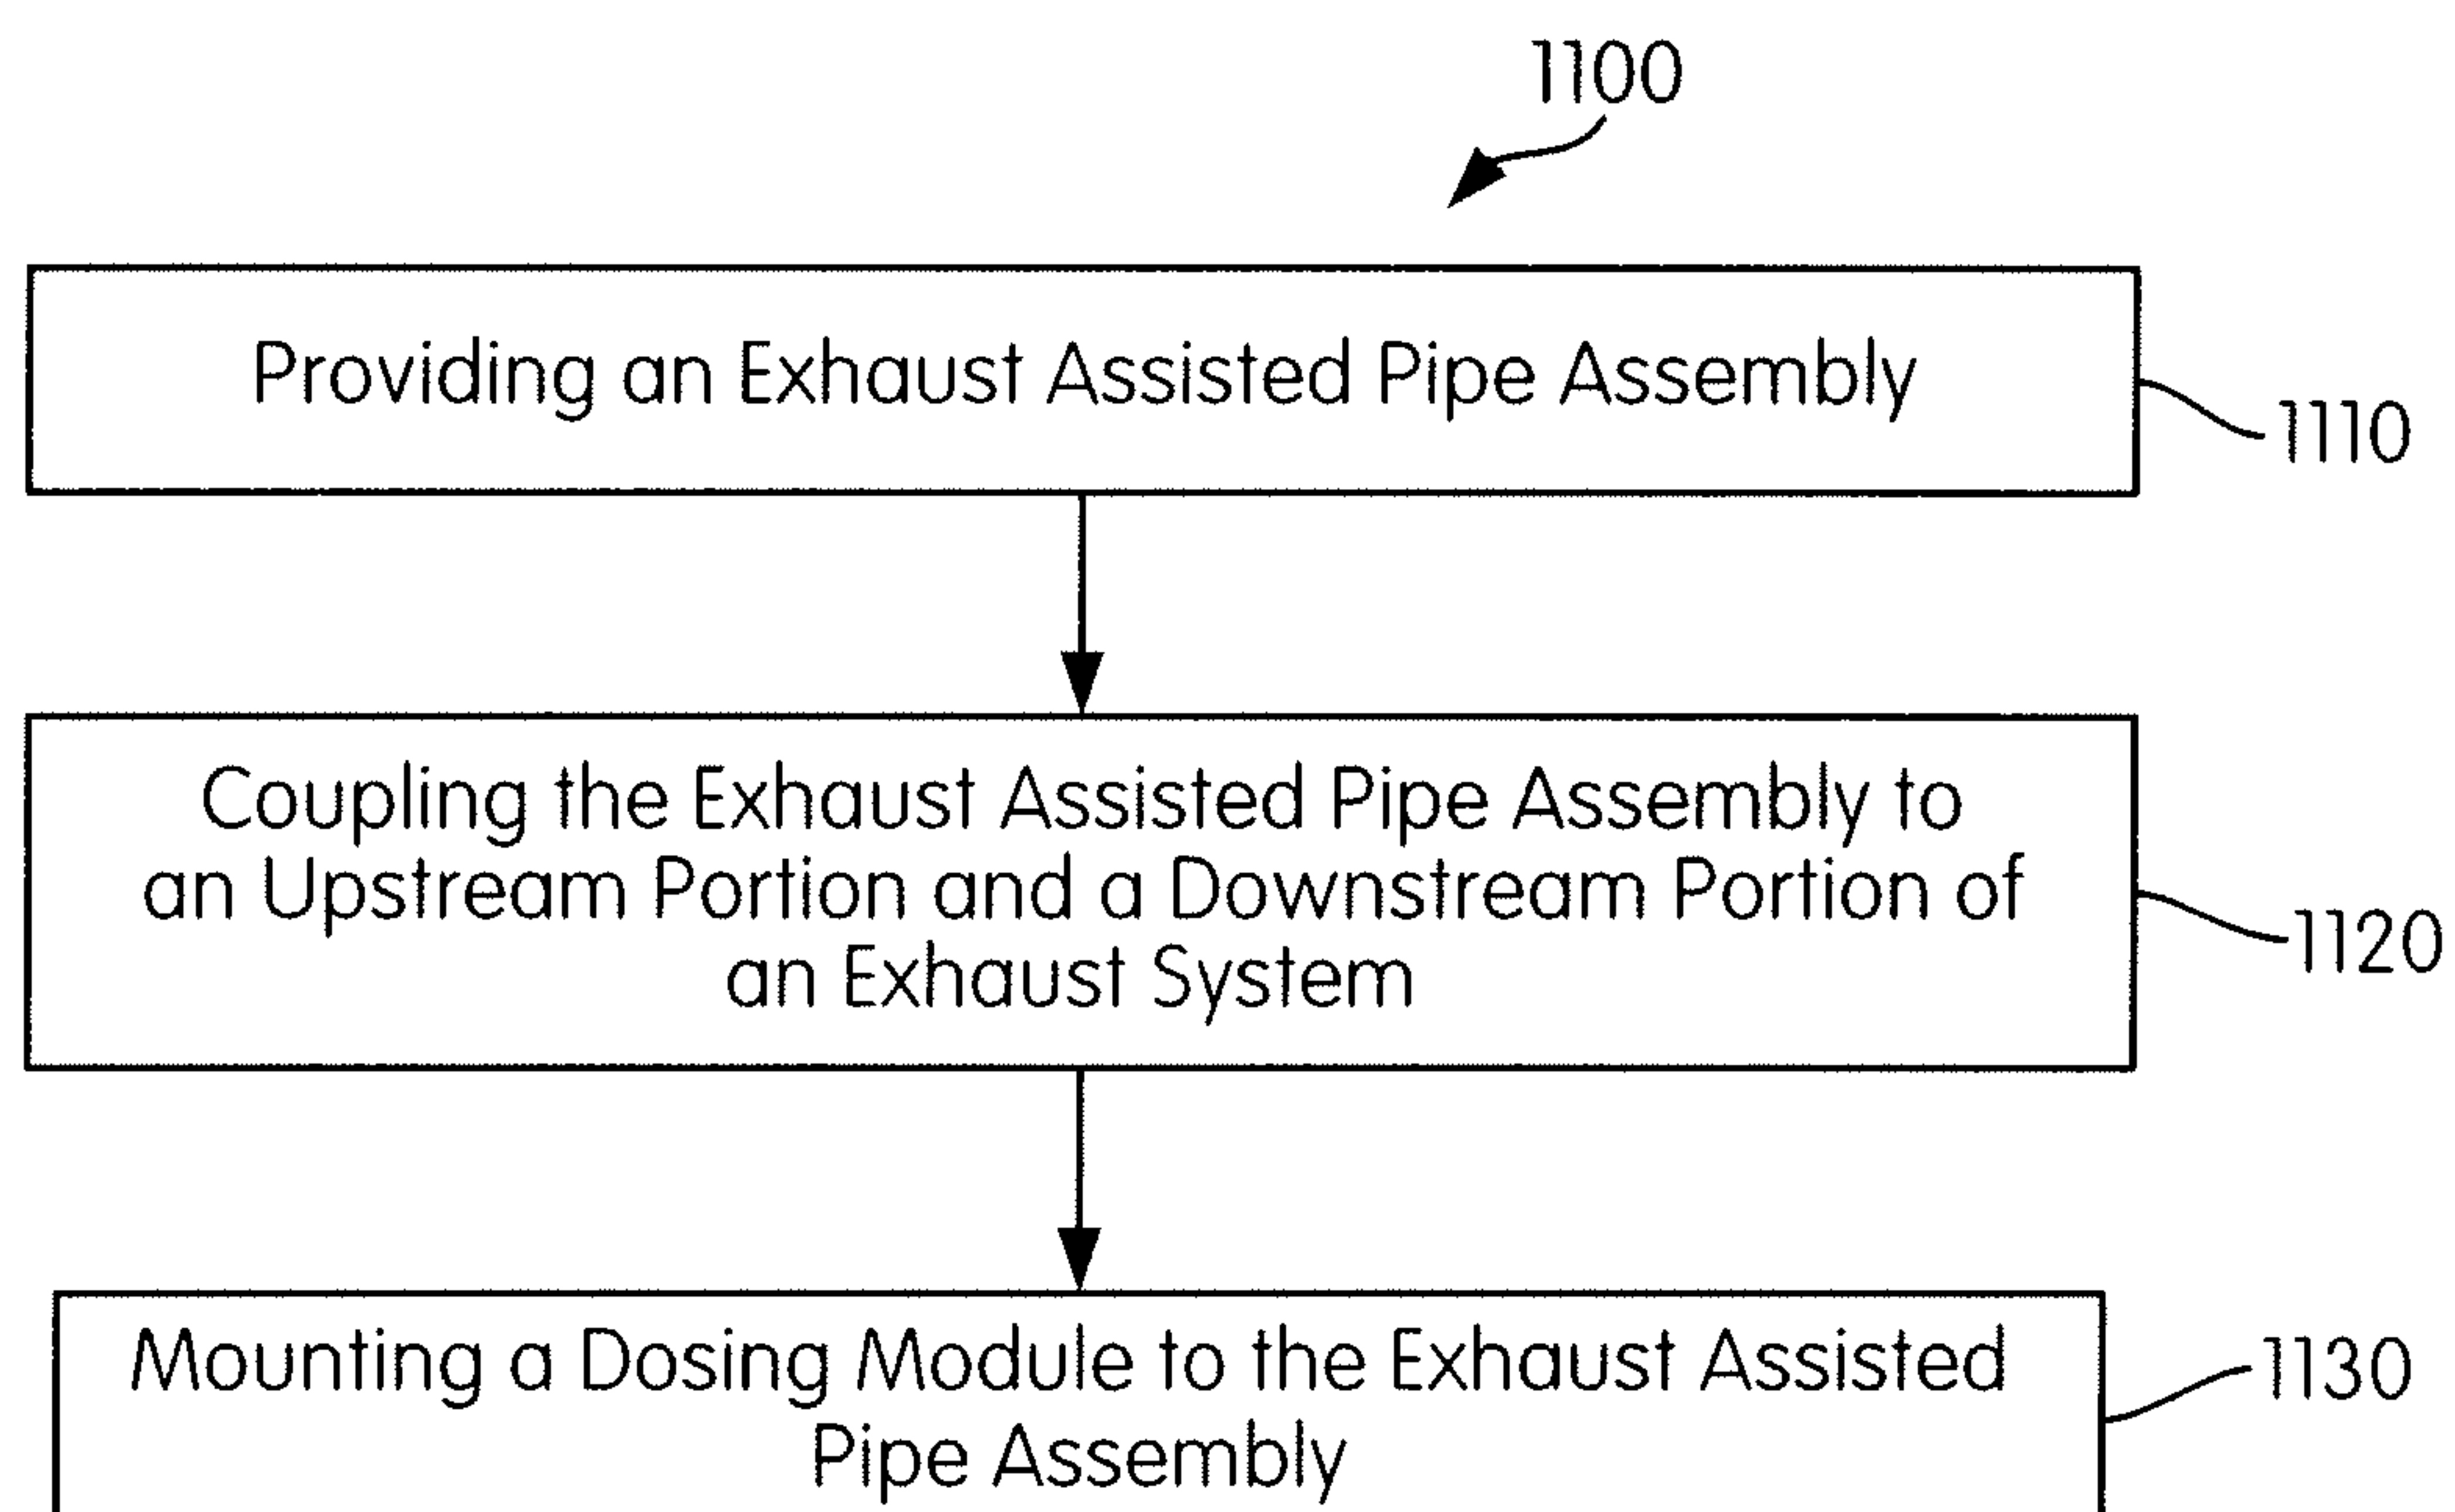 1100
Providing an Exhaust Assisted Pipe Assembly
1110
Coupling the Exhaust Assisted Pipe Assembly to
an Upstream Portion and a Downstream Portion of
an Exhaust System
1120
Mounting a Dosing Module to the Exhaust Assisted
Pipe Assembly
1130